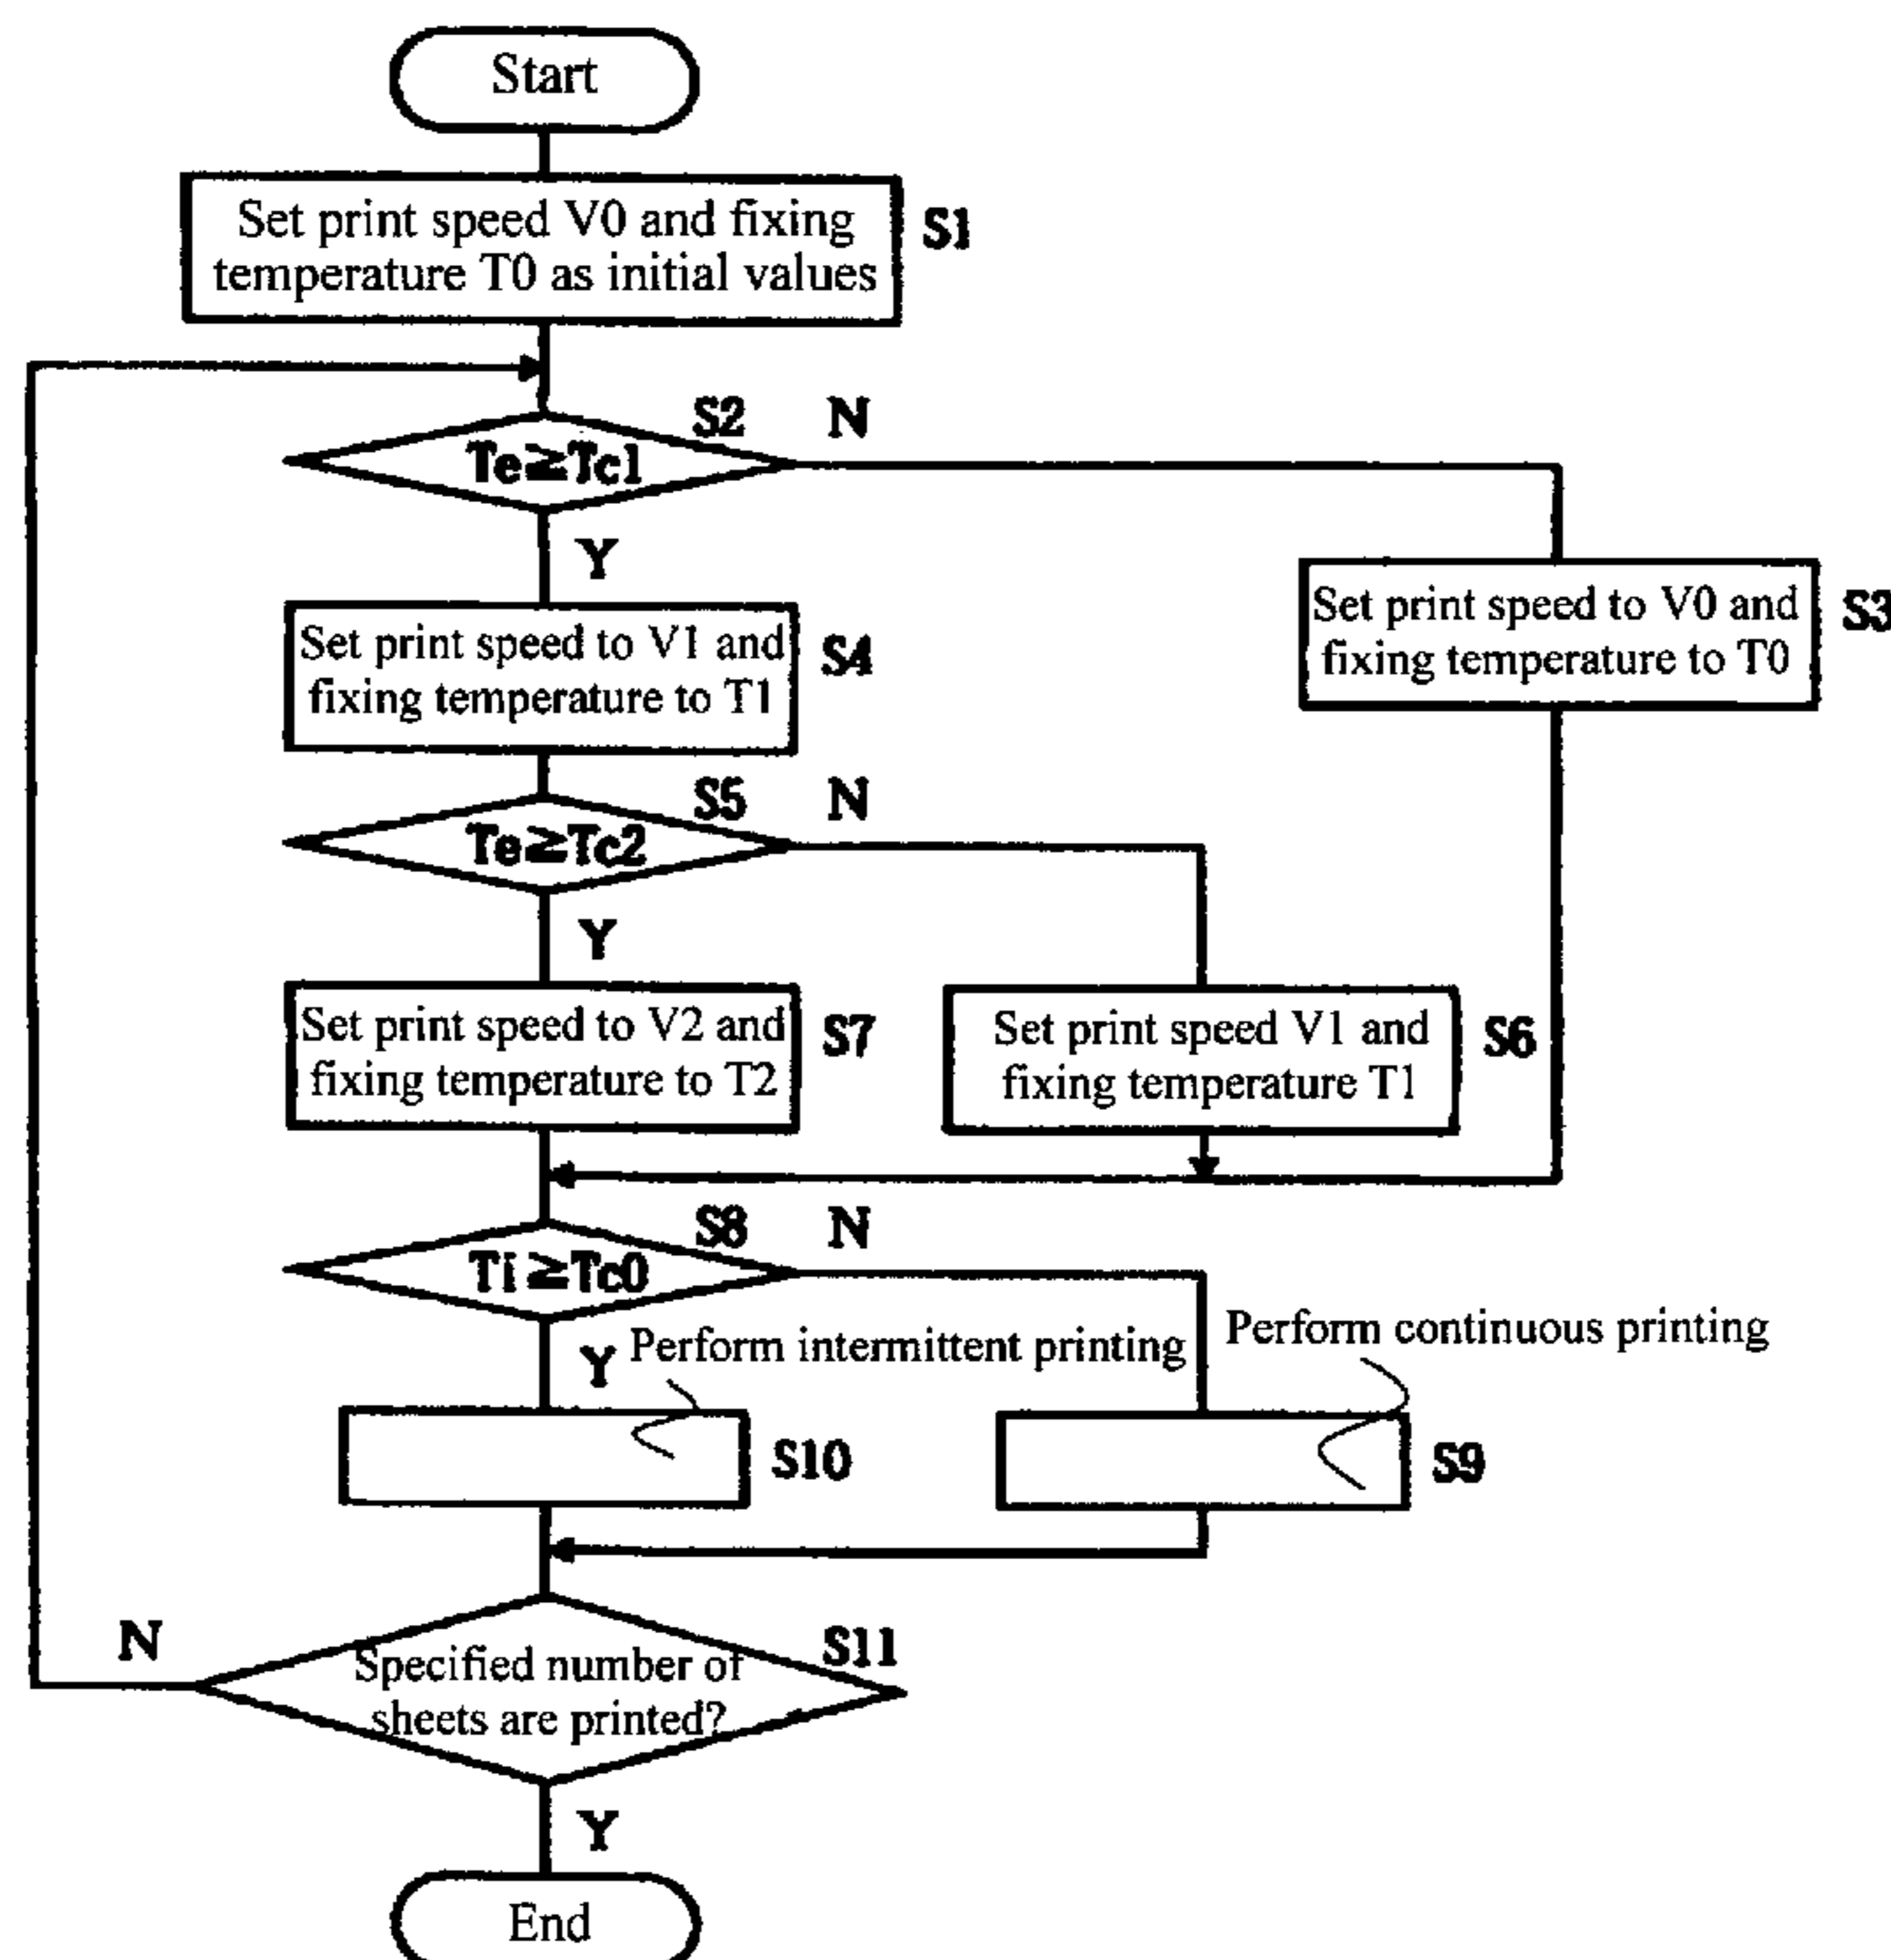 Start
Set print speed V0 and fixing
temperature T0 as initial values
S1
S2
N
Te≧Tc1
Y
Set print speed to V0 and
fixing temperature to T0
S3
Set print speed to V1 and
fixing temperature to T1
S4
S5
N
Te≧Tc2
Y
Set print speed to V2 and
fixing temperature to T2
S7
Set print speed V1 and
fixing temperature T1
S6
S8
N
Ti≧Tc0
Y
Perform intermittent printing
Perform continuous printing
S10
S9
N
S11
Specified number of
sheets are printed?
Y
End